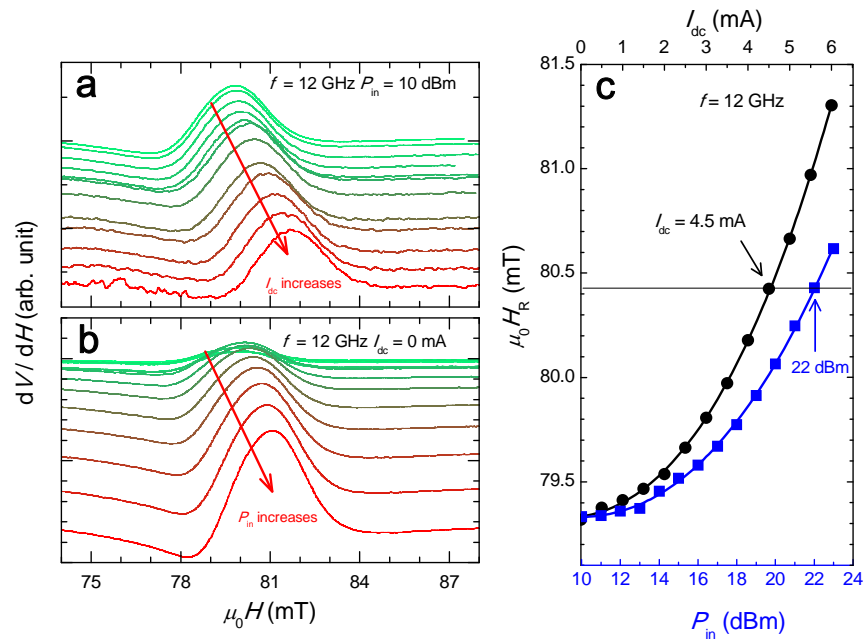 a
f = 12 GHz P_in = 10 dBm
I_dc increases
b
f = 12 GHz I_dc = 0 mA
P_in increases
dV/ dH (arb. unit)
75 78 81 84 87
μ₀H (mT)
I_dc (mA)
0 1 2 3 4 5 6
c
f = 12 GHz
I_dc = 4.5 mA
22 dBm
81.5
81.0
80.5
80.0
79.5
μ₀H_R (mT)
10 12 14 16 18 20 22 24
P_in (dBm)